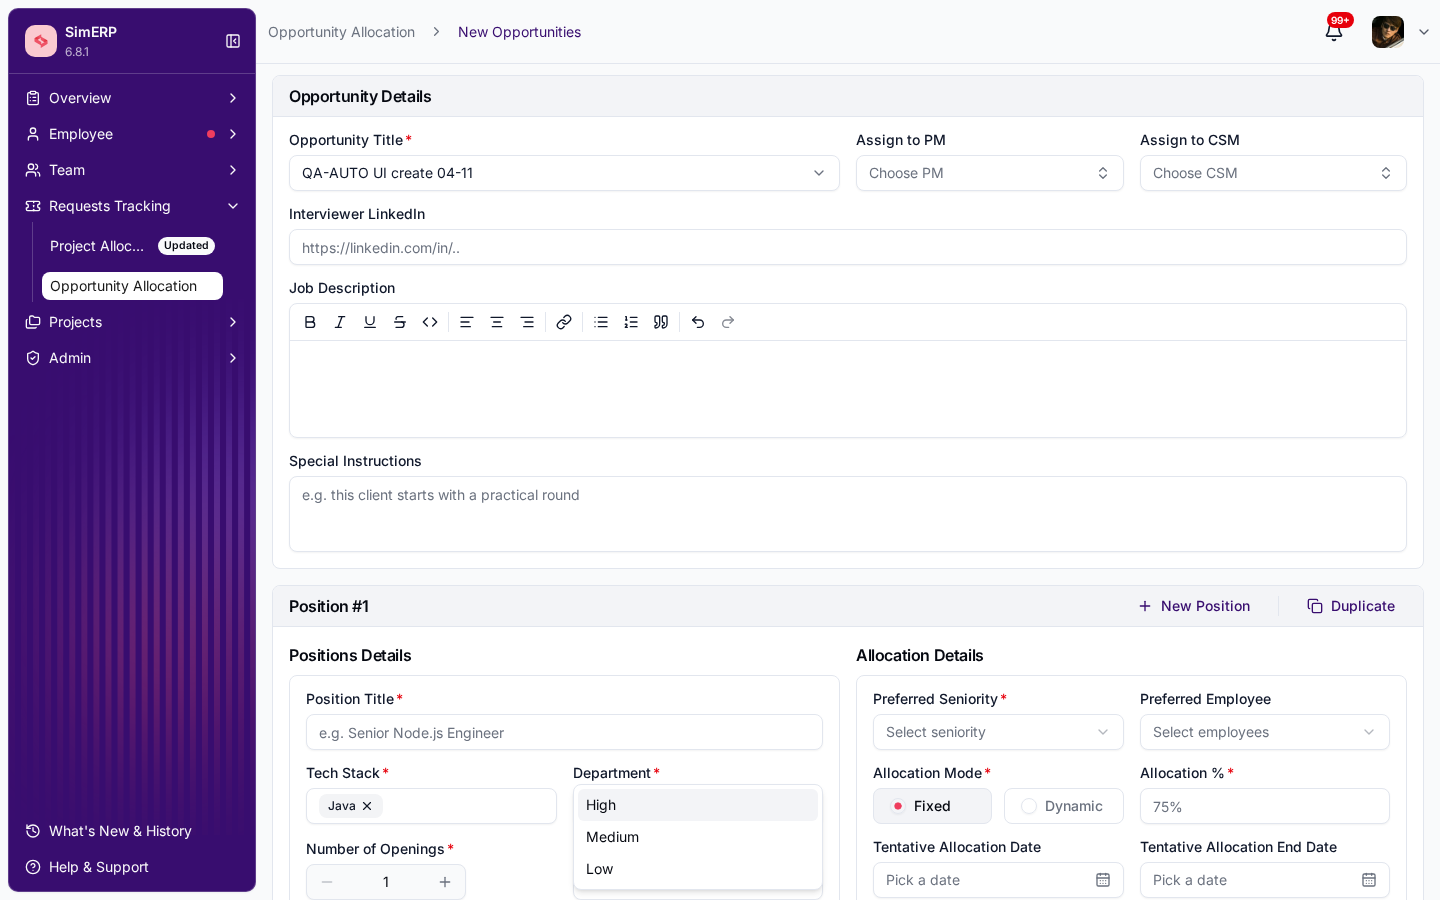 SimERP
6.8.1
Overview
Employee
Team
Requests Tracking
Project Alloc... Updated
Opportunity Allocation
Projects
Admin
What's New & History
Help & Support
Opportunity Allocation > New Opportunities
99+
Opportunity Details
Opportunity Title*
QA-AUTO UI create 04-11
Assign to PM
Choose PM
Assign to CSM
Choose CSM
Interviewer LinkedIn
https://linkedin.com/in/..
Job Description
Special Instructions
e.g. this client starts with a practical round
Position #1
New Position
Duplicate
Positions Details
Position Title*
e.g. Senior Node.js Engineer
Tech Stack*
Java
Department*
High
Medium
Low
Number of Openings*
1
Allocation Details
Preferred Seniority*
Select seniority
Preferred Employee
Select employees
Allocation Mode*
Fixed
Dynamic
Allocation %*
75%
Tentative Allocation Date
Pick a date
Tentative Allocation End Date
Pick a date